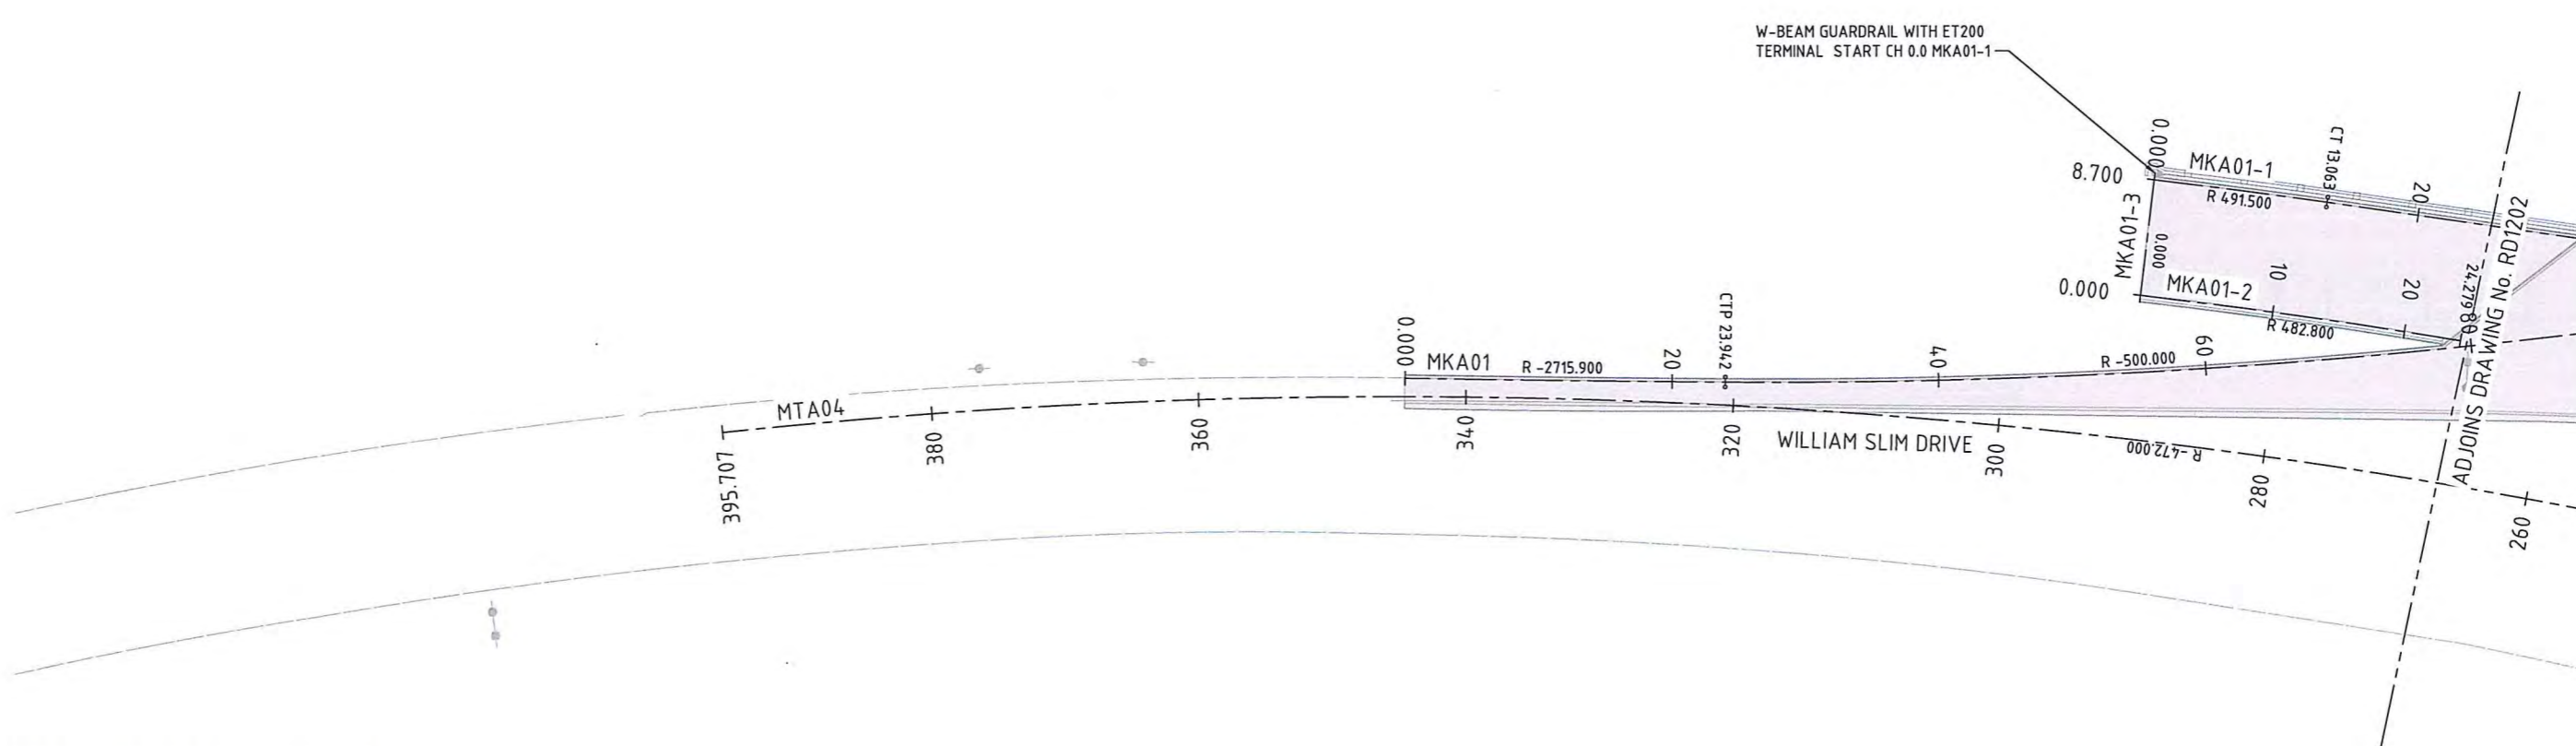 W-BEAM GUARDRAIL WITH ET200
TERMINAL START CH 0.0 MKA01-1
0.000
MKA01-1
CT 13.063
20
8.700
R 491.500
MKA01-3
0.000
0.000
MKA01-2
10
20
24.279
R 482.800
80
ADJOINS DRAWING No. RD1202
0.000
MKA01
R -2715.900
20
CTP 23.942
40
R -500.000
60
MTA04
395.707
380
360
340
320
WILLIAM SLIM DRIVE
300
R -472.000
280
260